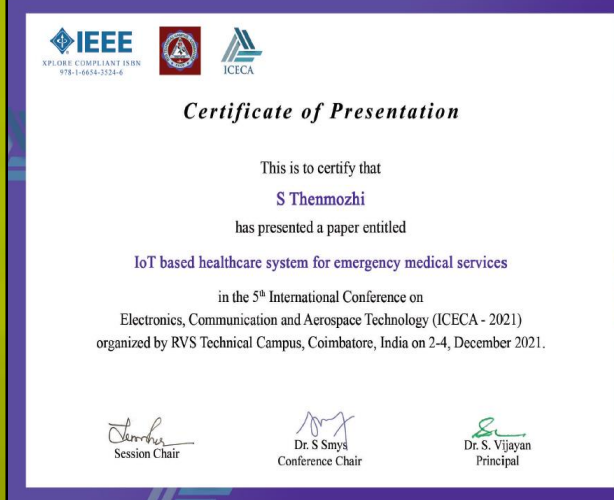 IEEE
XPLORE COMPLIANT ISBN
978-1-6654-3524-6
ICECA
Certificate of Presentation
This is to certify that
S Thenmozhi
has presented a paper entitled
IoT based healthcare system for emergency medical services
in the 5th International Conference on
Electronics, Communication and Aerospace Technology (ICECA - 2021)
organized by RVS Technical Campus, Coimbatore, India on 2-4, December 2021.
Session Chair
Dr. S Smys
Conference Chair
Dr. S. Vijayan
Principal